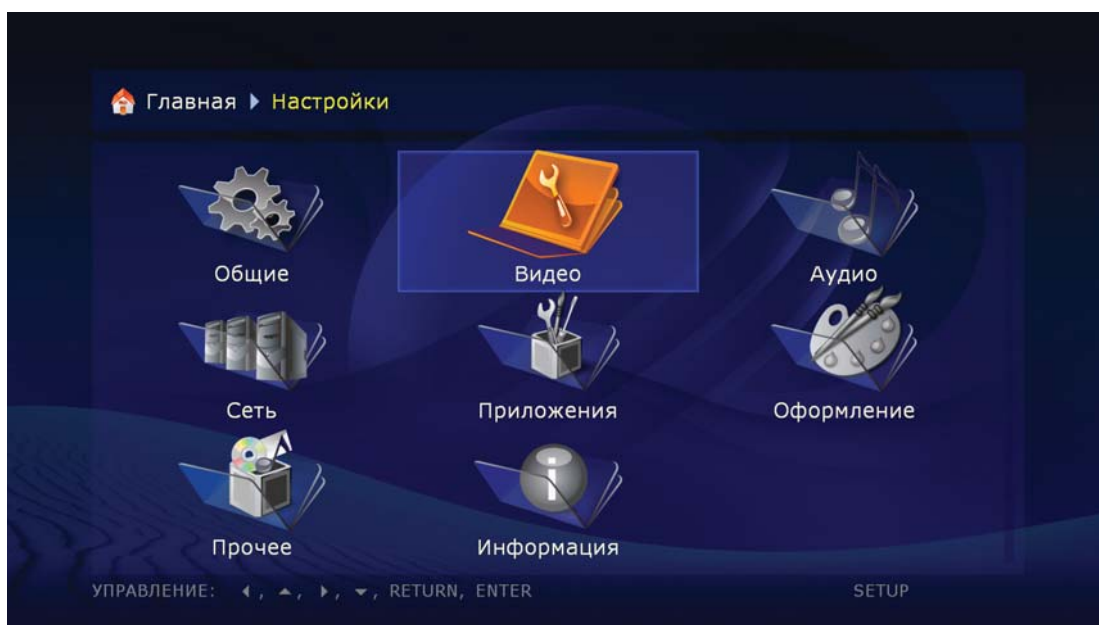 Главная ▶ Настройки
Общие
Видео
Аудио
Сеть
Приложения
Оформление
Прочее
Информация
УПРАВЛЕНИЕ: ◀, ▲, ▶, ▼, RETURN, ENTER
SETUP